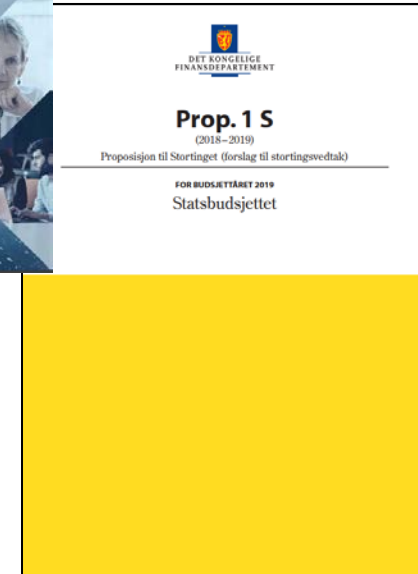 DET KONGELIGE
FINANSDEPARTEMENT
Prop. 1 S
(2018–2019)
Proposisjon til Stortinget (forslag til stortingsvedtak)
FOR BUDSJETTÅRET 2019
Statsbudsjettet